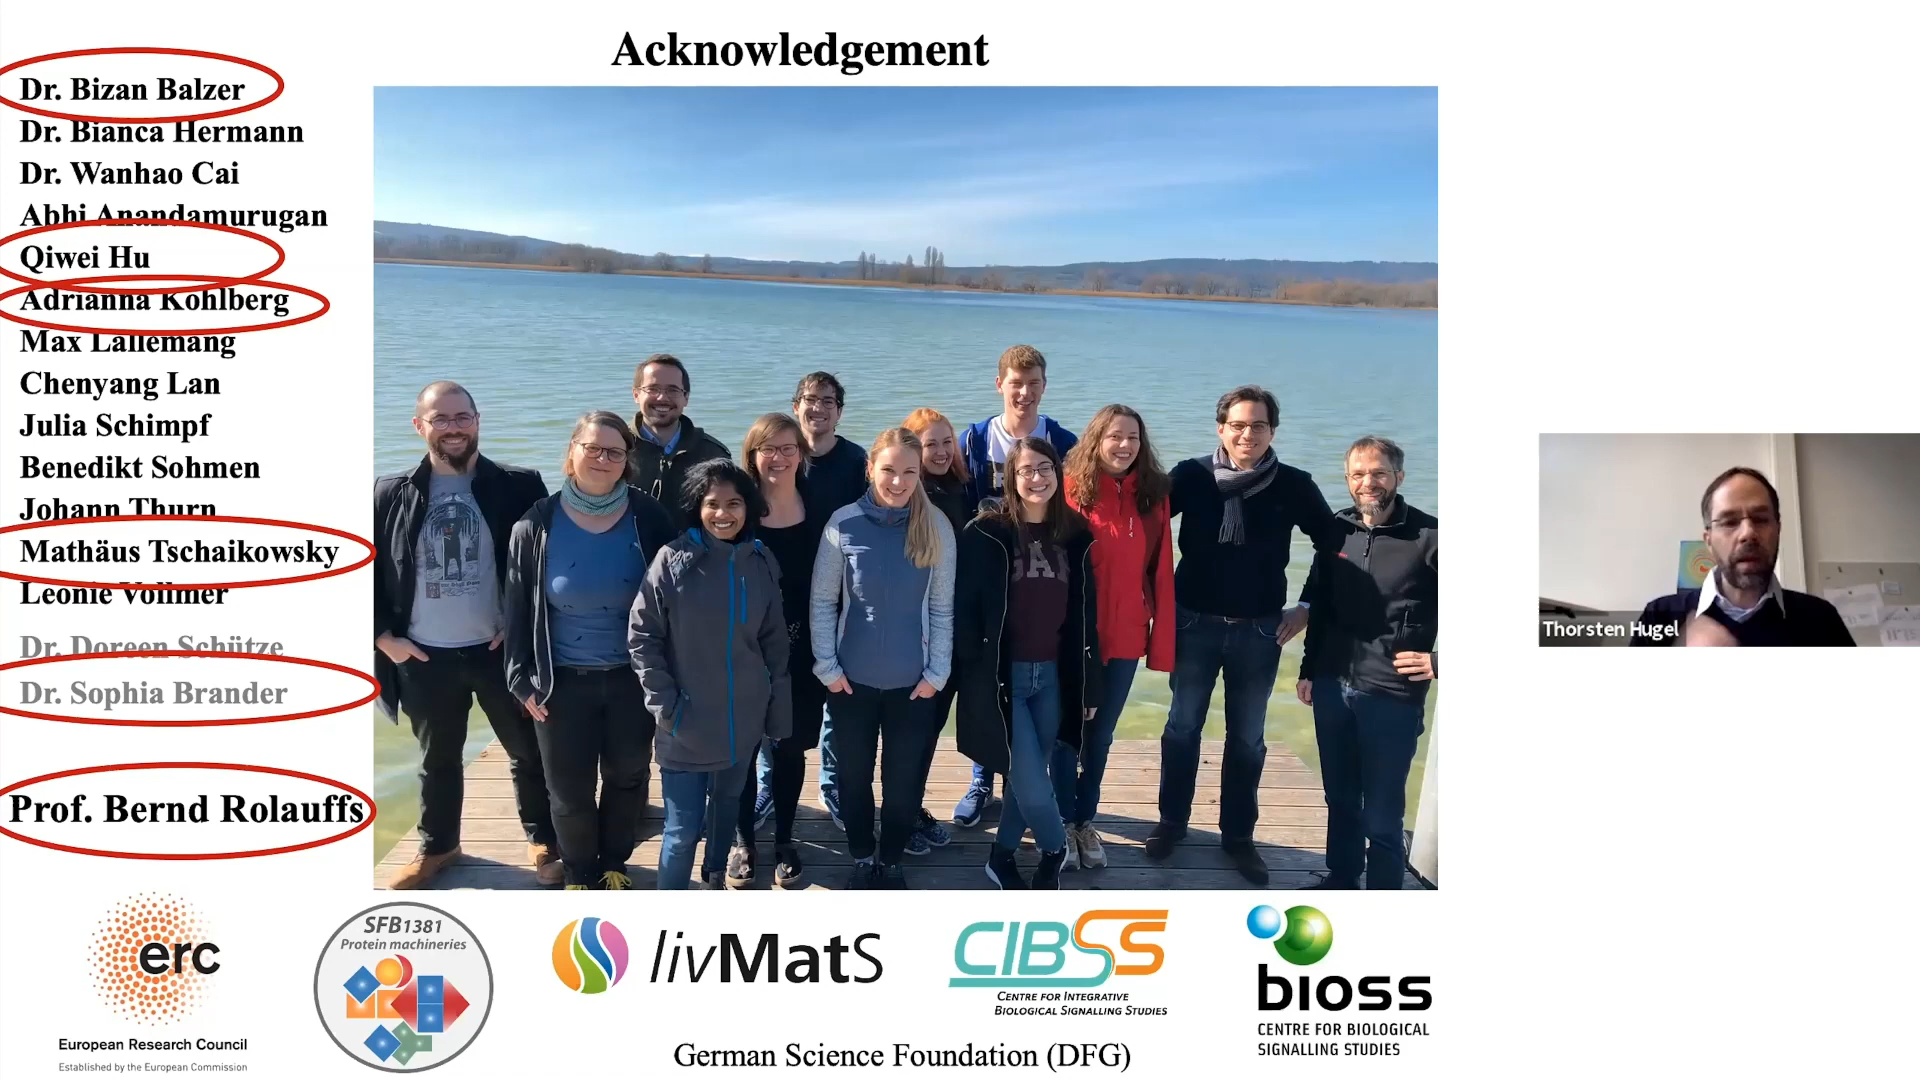 Acknowledgement
Dr. Bizan Balzer
Dr. Bianca Hermann
Dr. Wanhao Cai
Abhi Anandamurugan
Qiwei Hu
Adrianna Kohlberg
Max Lallemang
Chenyang Lan
Julia Schimpf
Benedikt Sohmen
Johann Thurn
Mathäus Tschaikowsky
Leonie Vollmer
Dr. Doreen Schütze
Dr. Sophia Brander
Prof. Bernd Rolauffs
Thorsten Hugel
erc
European Research Council
Established by the European Commission
SFB1381
Protein machineries
livMatS
CIBSS
CENTRE FOR INTEGRATIVE
BIOLOGICAL SIGNALLING STUDIES
bioss
CENTRE FOR BIOLOGICAL
SIGNALLING STUDIES
German Science Foundation (DFG)